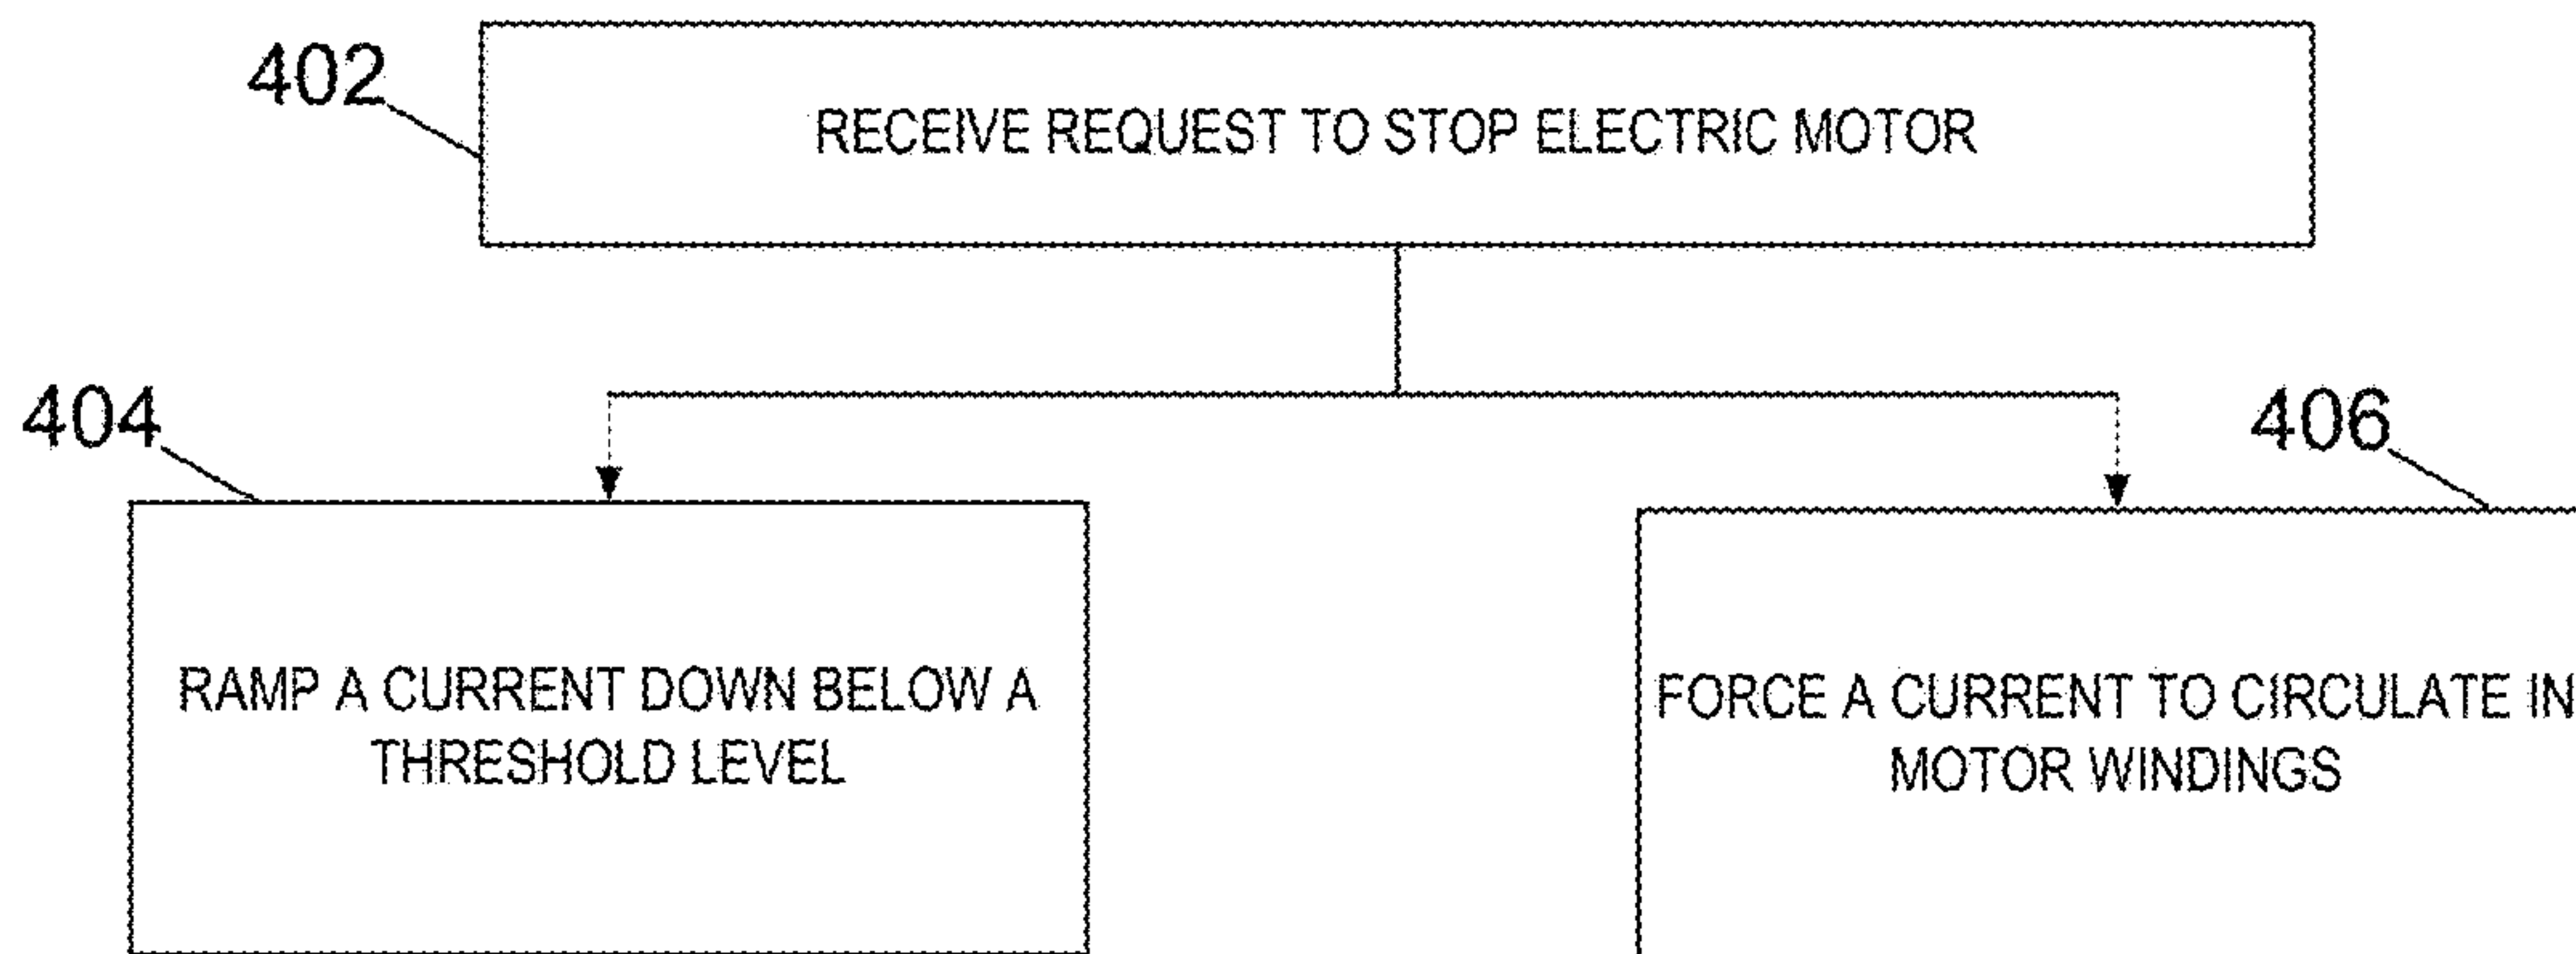 402
RECEIVE REQUEST TO STOP ELECTRIC MOTOR
404
406
RAMP A CURRENT DOWN BELOW A
THRESHOLD LEVEL
FORCE A CURRENT TO CIRCULATE IN
MOTOR WINDINGS